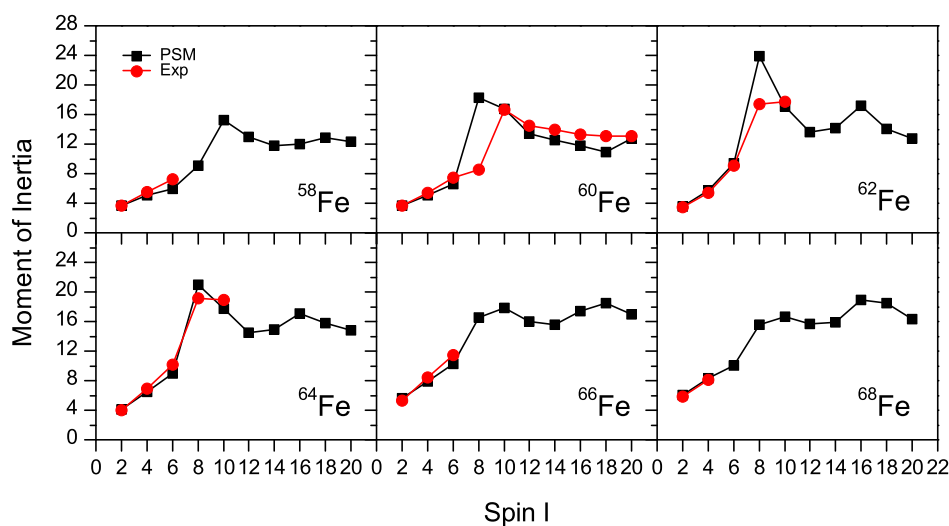 28
24
20
16
12
8
4
0
PSM
Exp
⁵⁸Fe
⁶⁰Fe
⁶²Fe
Moment of Inertia
24
20
16
12
8
4
0
⁶⁴Fe
⁶⁶Fe
⁶⁸Fe
0 2 4 6 8 10 12 14 16 18 20 0 2 4 6 8 10 12 14 16 18 20 0 2 4 6 8 10 12 14 16 18 20 22
Spin I